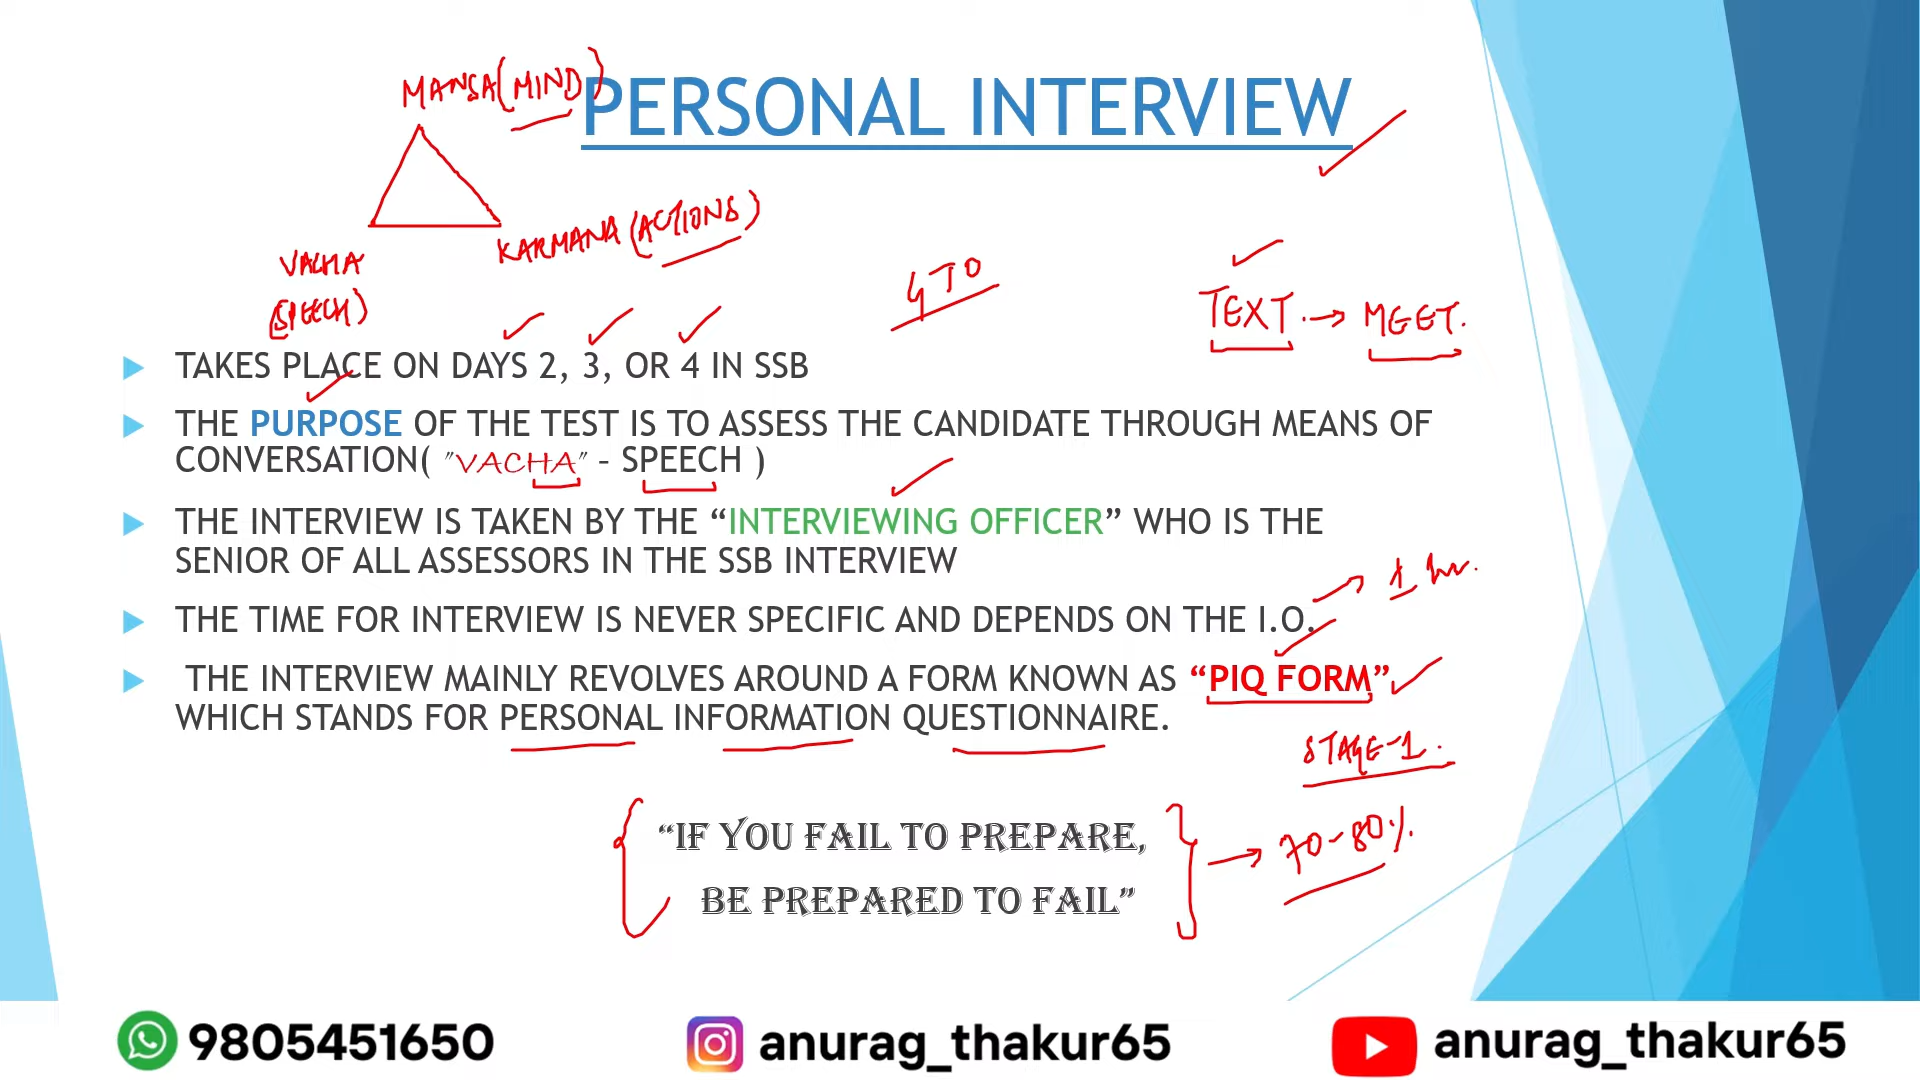 MANSA(MIND)
PERSONAL INTERVIEW
KARMANA (ACTIONS)
VACHA
(SPEECH)
GTO
TEXT. → MEET.
TAKES PLACE ON DAYS 2, 3, OR 4 IN SSB
THE PURPOSE OF THE TEST IS TO ASSESS THE CANDIDATE THROUGH MEANS OF
CONVERSATION( "VACHA" – SPEECH )
THE INTERVIEW IS TAKEN BY THE “INTERVIEWING OFFICER” WHO IS THE
SENIOR OF ALL ASSESSORS IN THE SSB INTERVIEW
→ 1 hr.
THE TIME FOR INTERVIEW IS NEVER SPECIFIC AND DEPENDS ON THE I.O.
THE INTERVIEW MAINLY REVOLVES AROUND A FORM KNOWN AS “PIQ FORM”
WHICH STANDS FOR PERSONAL INFORMATION QUESTIONNAIRE.
STAGE-1.
“IF YOU FAIL TO PREPARE,
→ 70-80%
BE PREPARED TO FAIL”
9805451650
anurag_thakur65
anurag_thakur65